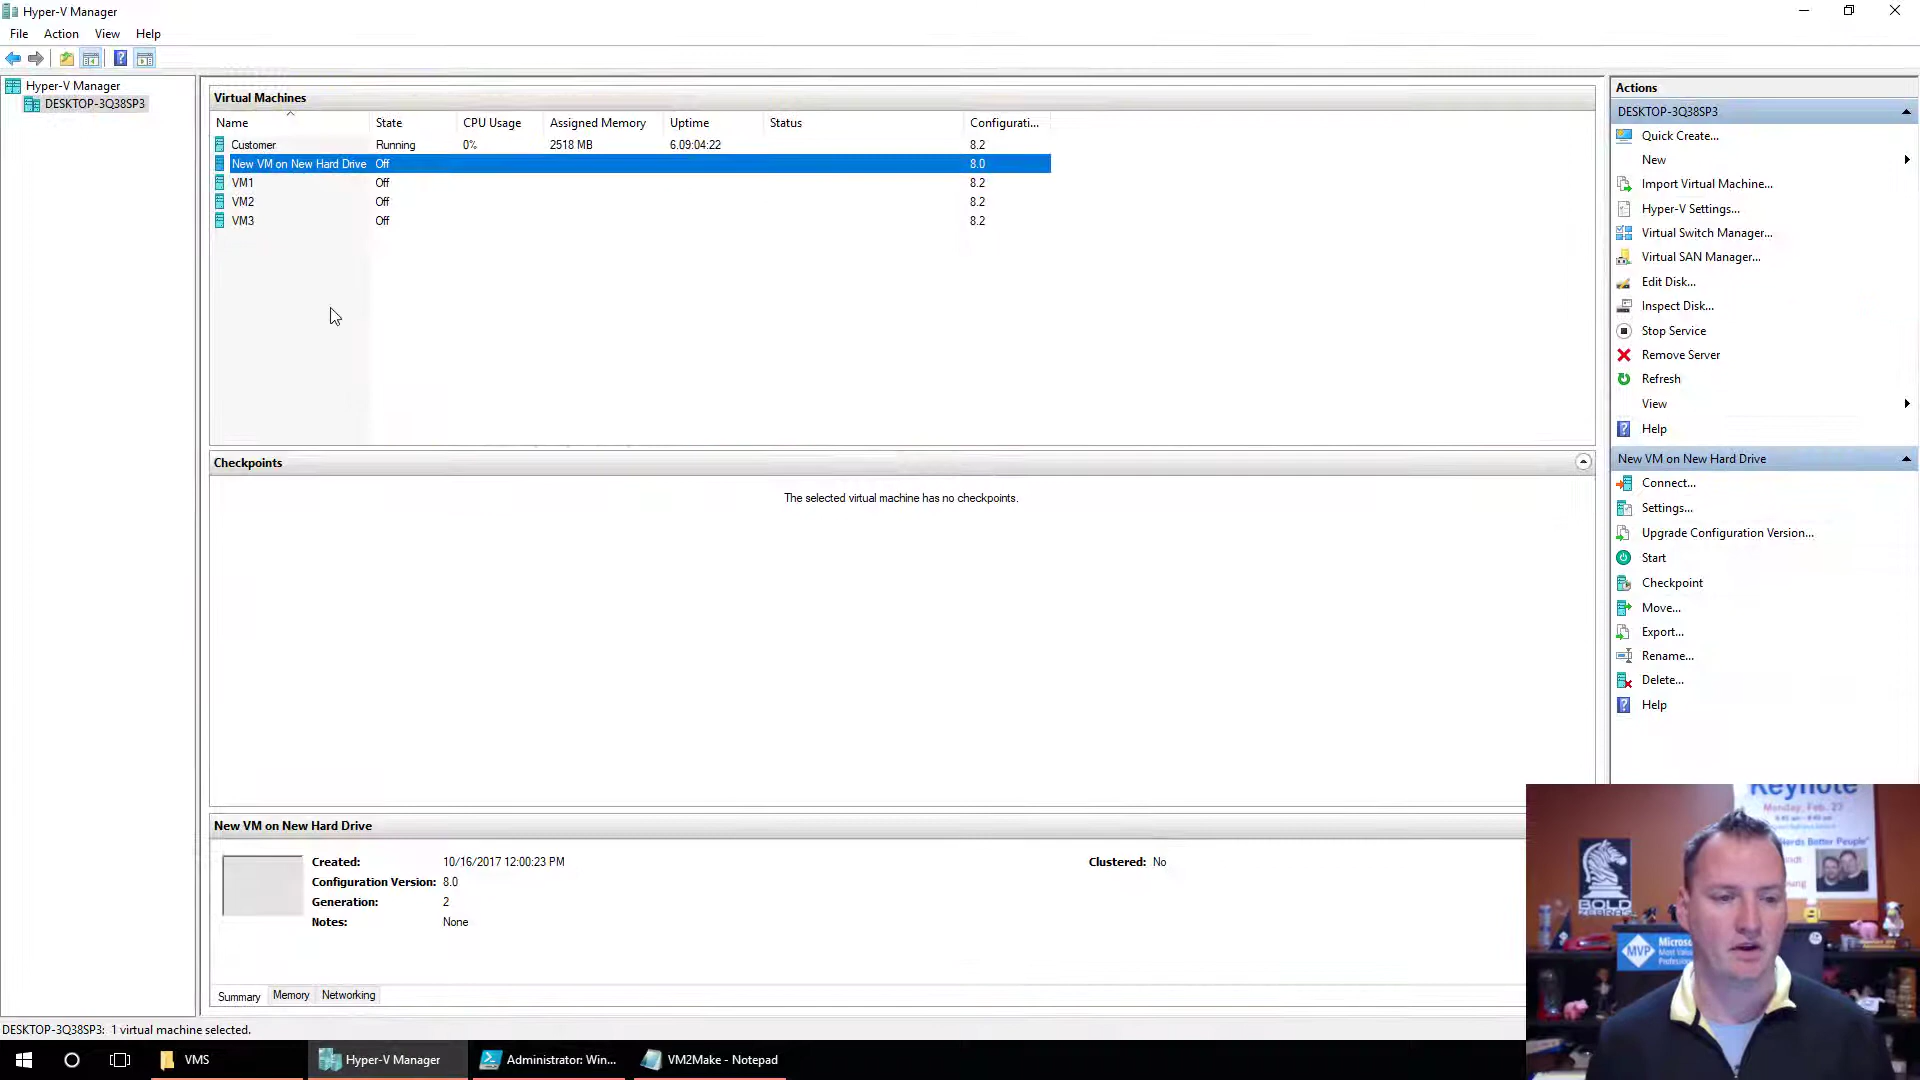 Hyper-V Manager
File Action View Help
Hyper-V Manager
DESKTOP-3Q38SP3
Virtual Machines
Name State CPU Usage Assigned Memory Uptime Status Configurati...
Customer Running 0% 2518 MB 6.09:04:22 8.2
New VM on New Hard Drive Off 8.0
VM1 Off 8.2
VM2 Off 8.2
VM3 Off 8.2
Checkpoints
The selected virtual machine has no checkpoints.
New VM on New Hard Drive
Created: 10/16/2017 12:00:23 PM Clustered: No
Configuration Version: 8.0
Generation: 2
Notes: None
Summary Memory Networking
DESKTOP-3Q38SP3: 1 virtual machine selected.
Actions
DESKTOP-3Q38SP3
Quick Create...
New
Import Virtual Machine...
Hyper-V Settings...
Virtual Switch Manager...
Virtual SAN Manager...
Edit Disk...
Inspect Disk...
Stop Service
Remove Server
Refresh
View
Help
New VM on New Hard Drive
Connect...
Settings...
Upgrade Configuration Version...
Start
Checkpoint
Move...
Export...
Rename...
Delete...
Help
Keynote
Monday, Feb. 27
BOLD
ZEBRAS
MVP
VMS Hyper-V Manager Administrator: Win... VM2Make - Notepad